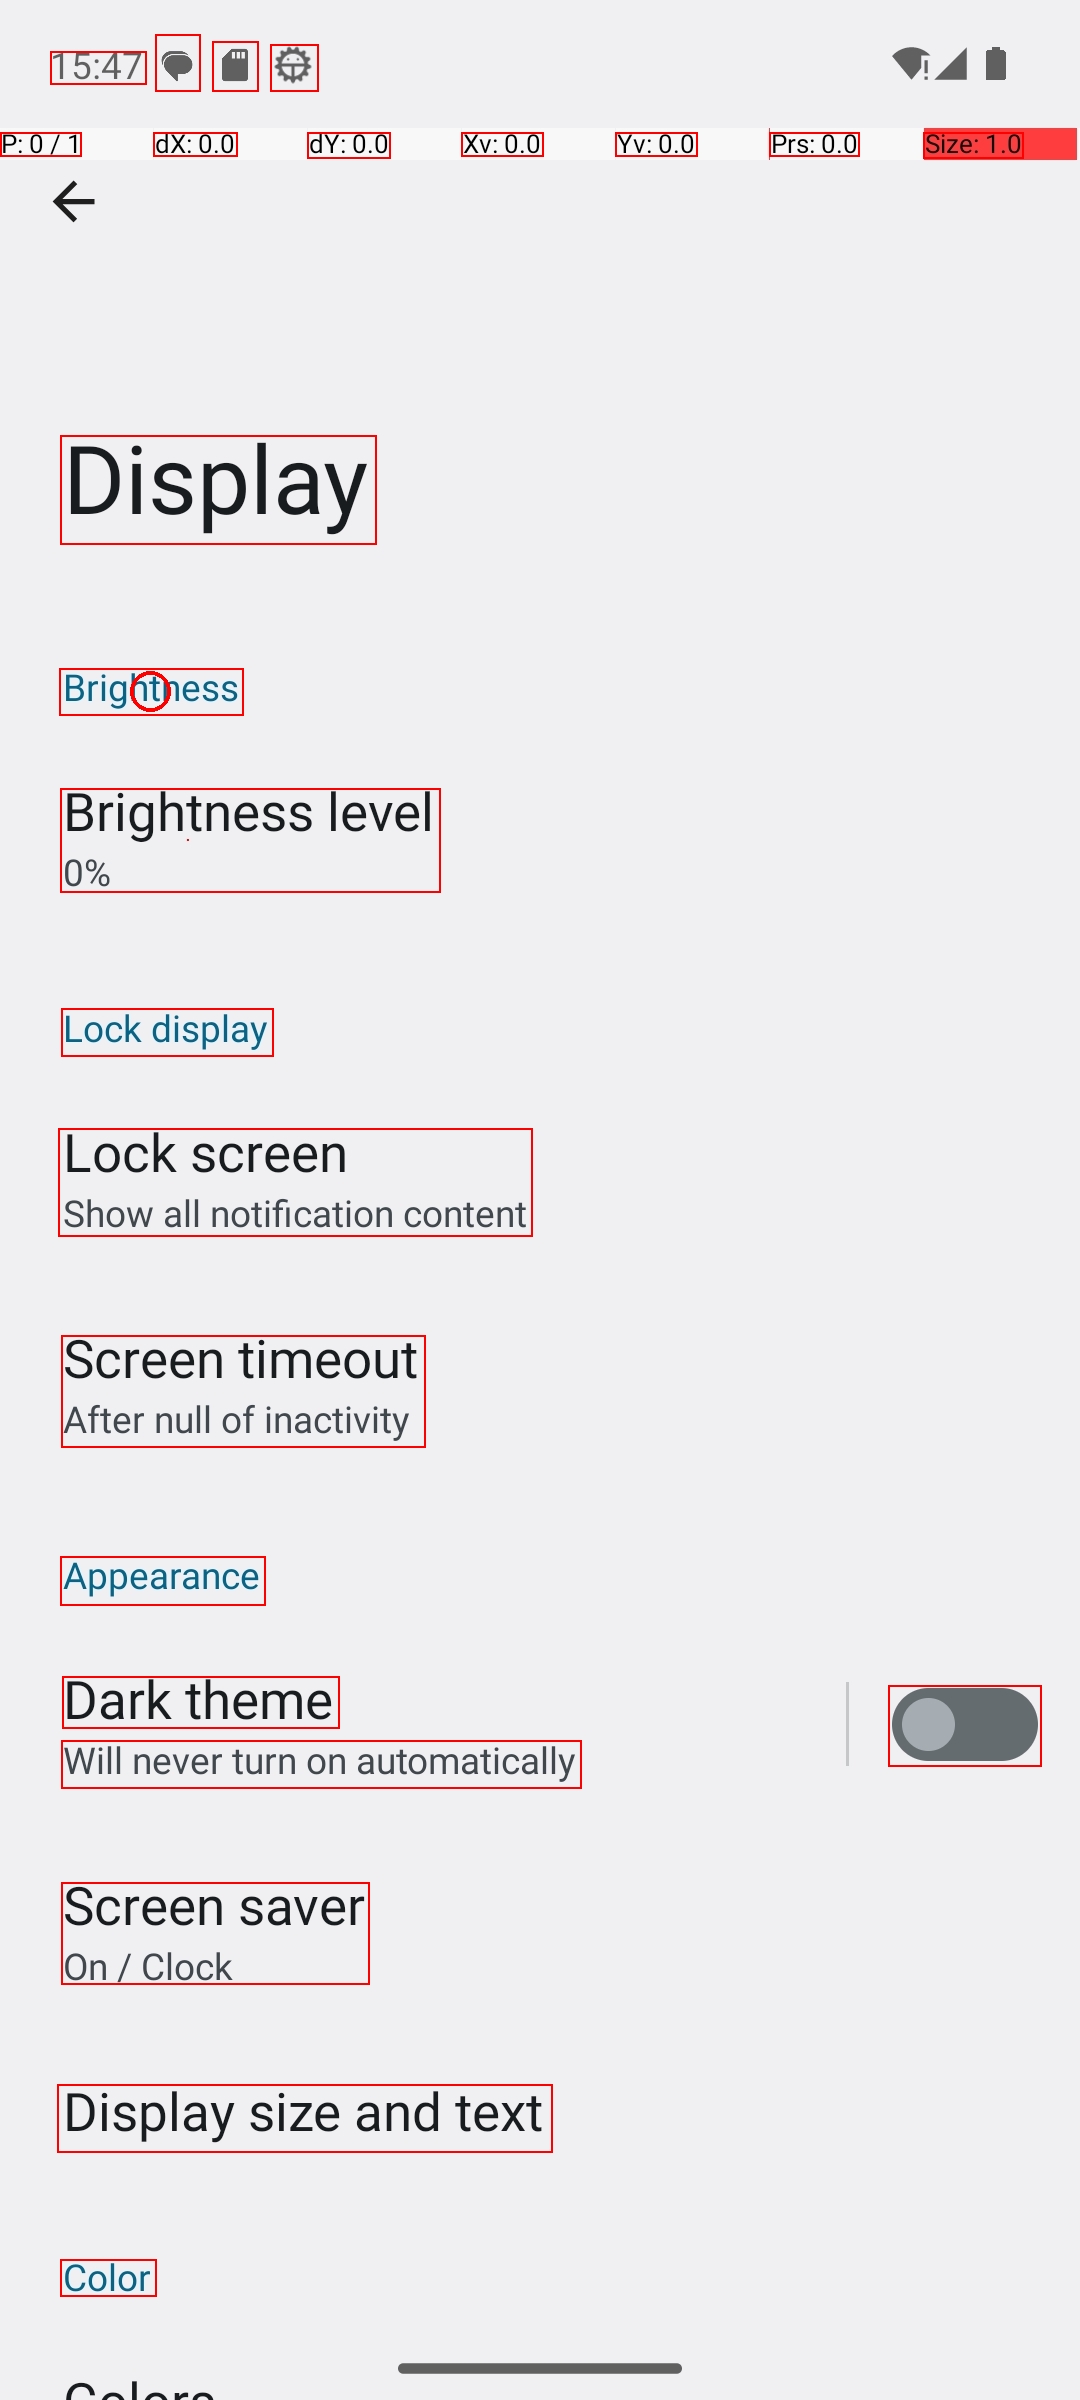 15:47
P: 0 / 1 dX: 0.0 dY: 0.0 Xv: 0.0 Yv: 0.0 Prs: 0.0 Size: 1.0
Display
Brightness
Brightness level
0%
Lock display
Lock screen
Show all notification content
Screen timeout
After null of inactivity
Appearance
Dark theme
Will never turn on automatically
Screen saver
On / Clock
Display size and text
Color
Colors